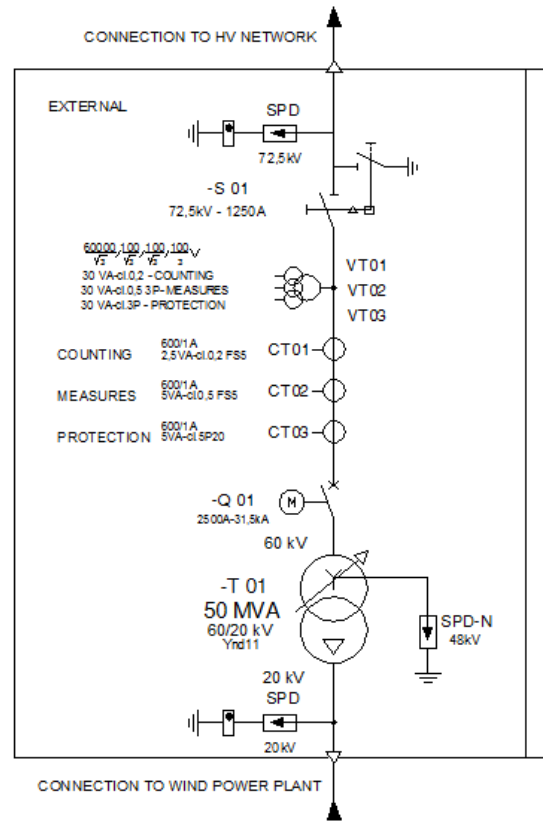 CONNECTION TO HV NETWORK
EXTERNAL
SPD
72,5kV
-S 01
72,5kV - 1250A
60000/√3, 100/√3, 100/√3, 100/3 V
30 VA-cl.0,2 - COUNTING
30 VA-cl.0,5 3P-MEASURES
30 VA-cl.3P - PROTECTION
VT01
VT02
VT03
COUNTING
600/1A
2,5VA-cl.0,2 FS5
CT01
MEASURES
600/1A
5VA-cl.0,5 FS5
CT02
PROTECTION
600/1A
5VA-cl.5P20
CT03
-Q 01
M
2500A-31,5kA
60 kV
-T 01
50 MVA
60/20 kV
Ynd11
SPD-N
48kV
20 kV
SPD
20kV
CONNECTION TO WIND POWER PLANT